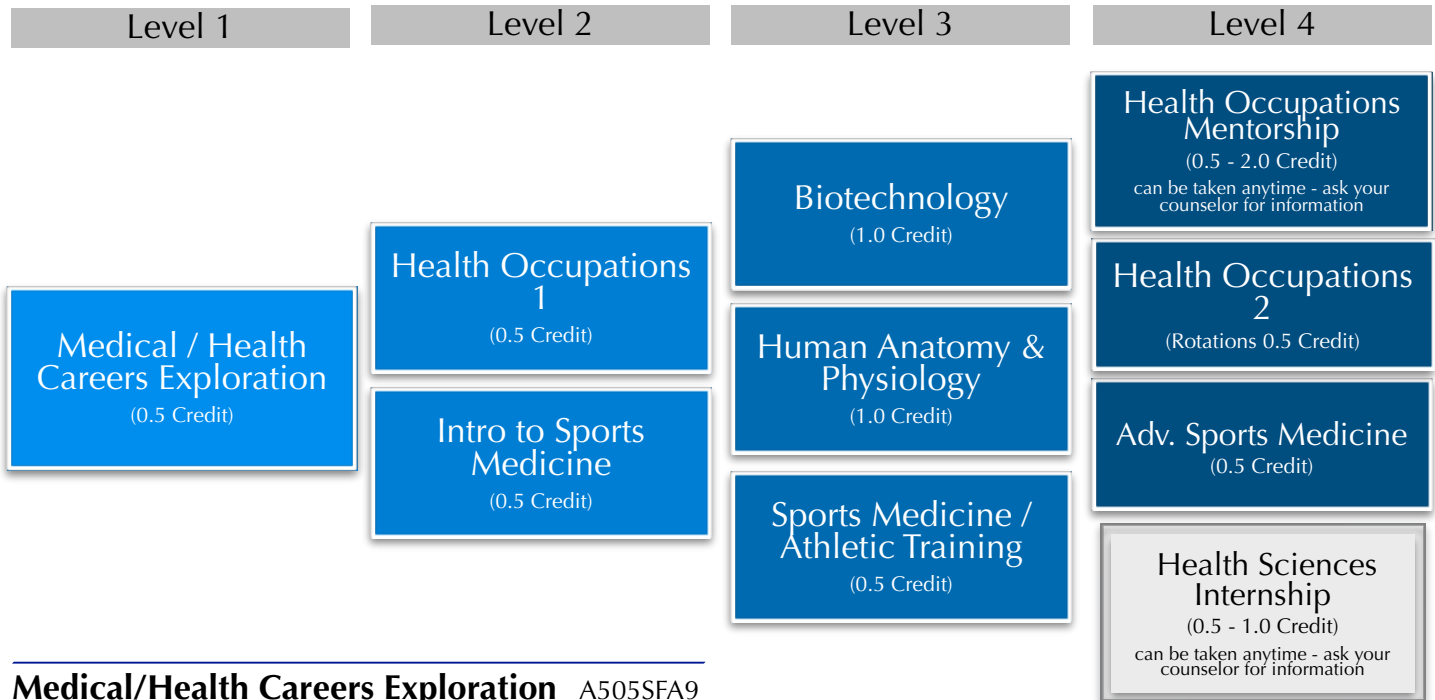 Level 1
Level 2
Level 3
Level 4
Medical / Health
Careers Exploration
(0.5 Credit)
Health Occupations
1
(0.5 Credit)
Intro to Sports
Medicine
(0.5 Credit)
Biotechnology
(1.0 Credit)
Human Anatomy &
Physiology
(1.0 Credit)
Sports Medicine /
Athletic Training
(0.5 Credit)
Health Occupations
Mentorship
(0.5 - 2.0 Credit)
can be taken anytime - ask your
counselor for information
Health Occupations
2
(Rotations 0.5 Credit)
Adv. Sports Medicine
(0.5 Credit)
Health Sciences
Internship
(0.5 - 1.0 Credit)
can be taken anytime - ask your
counselor for information
Medical/Health Careers Exploration A505SFA9